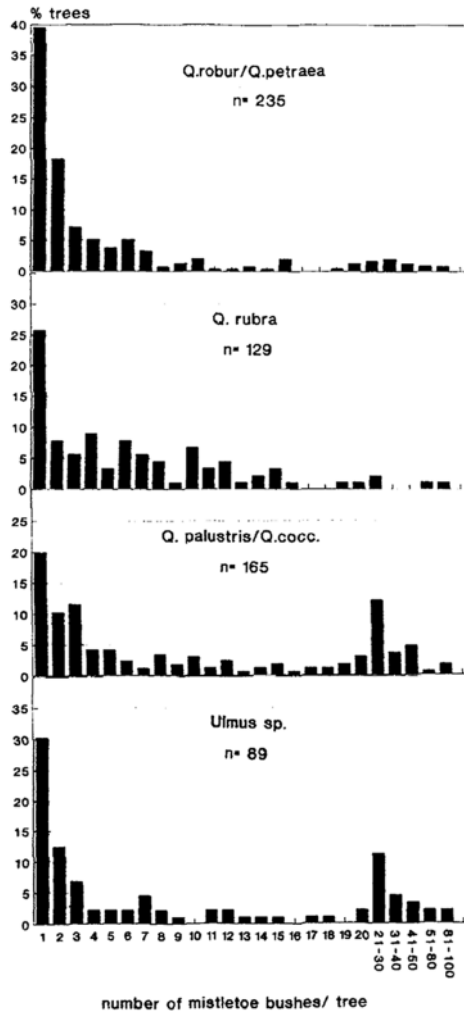 % trees
40
35
30
25
20
15
10
5
0
Q.robur/Q.petraea
n= 235
30
25
20
15
10
5
0
Q. rubra
n= 129
25
20
15
10
5
0
Q. palustris/Q.cocc.
n= 165
35
30
25
20
15
10
5
0
Ulmus sp.
n= 89
1 2 3 4 5 6 7 8 9 10 11 12 13 14 15 16 17 18 19 20 21-30 31-40 41-50 51-80 81-100
number of mistletoe bushes/ tree